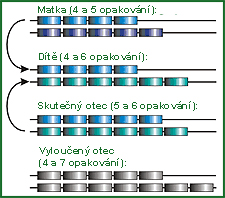 Matka (4 a 5 opakování):
Dítě (4 a 6 opakování):
Skutečný otec (5 a 6 opakování):
Vyloučený otec
(4 a 7 opakování):